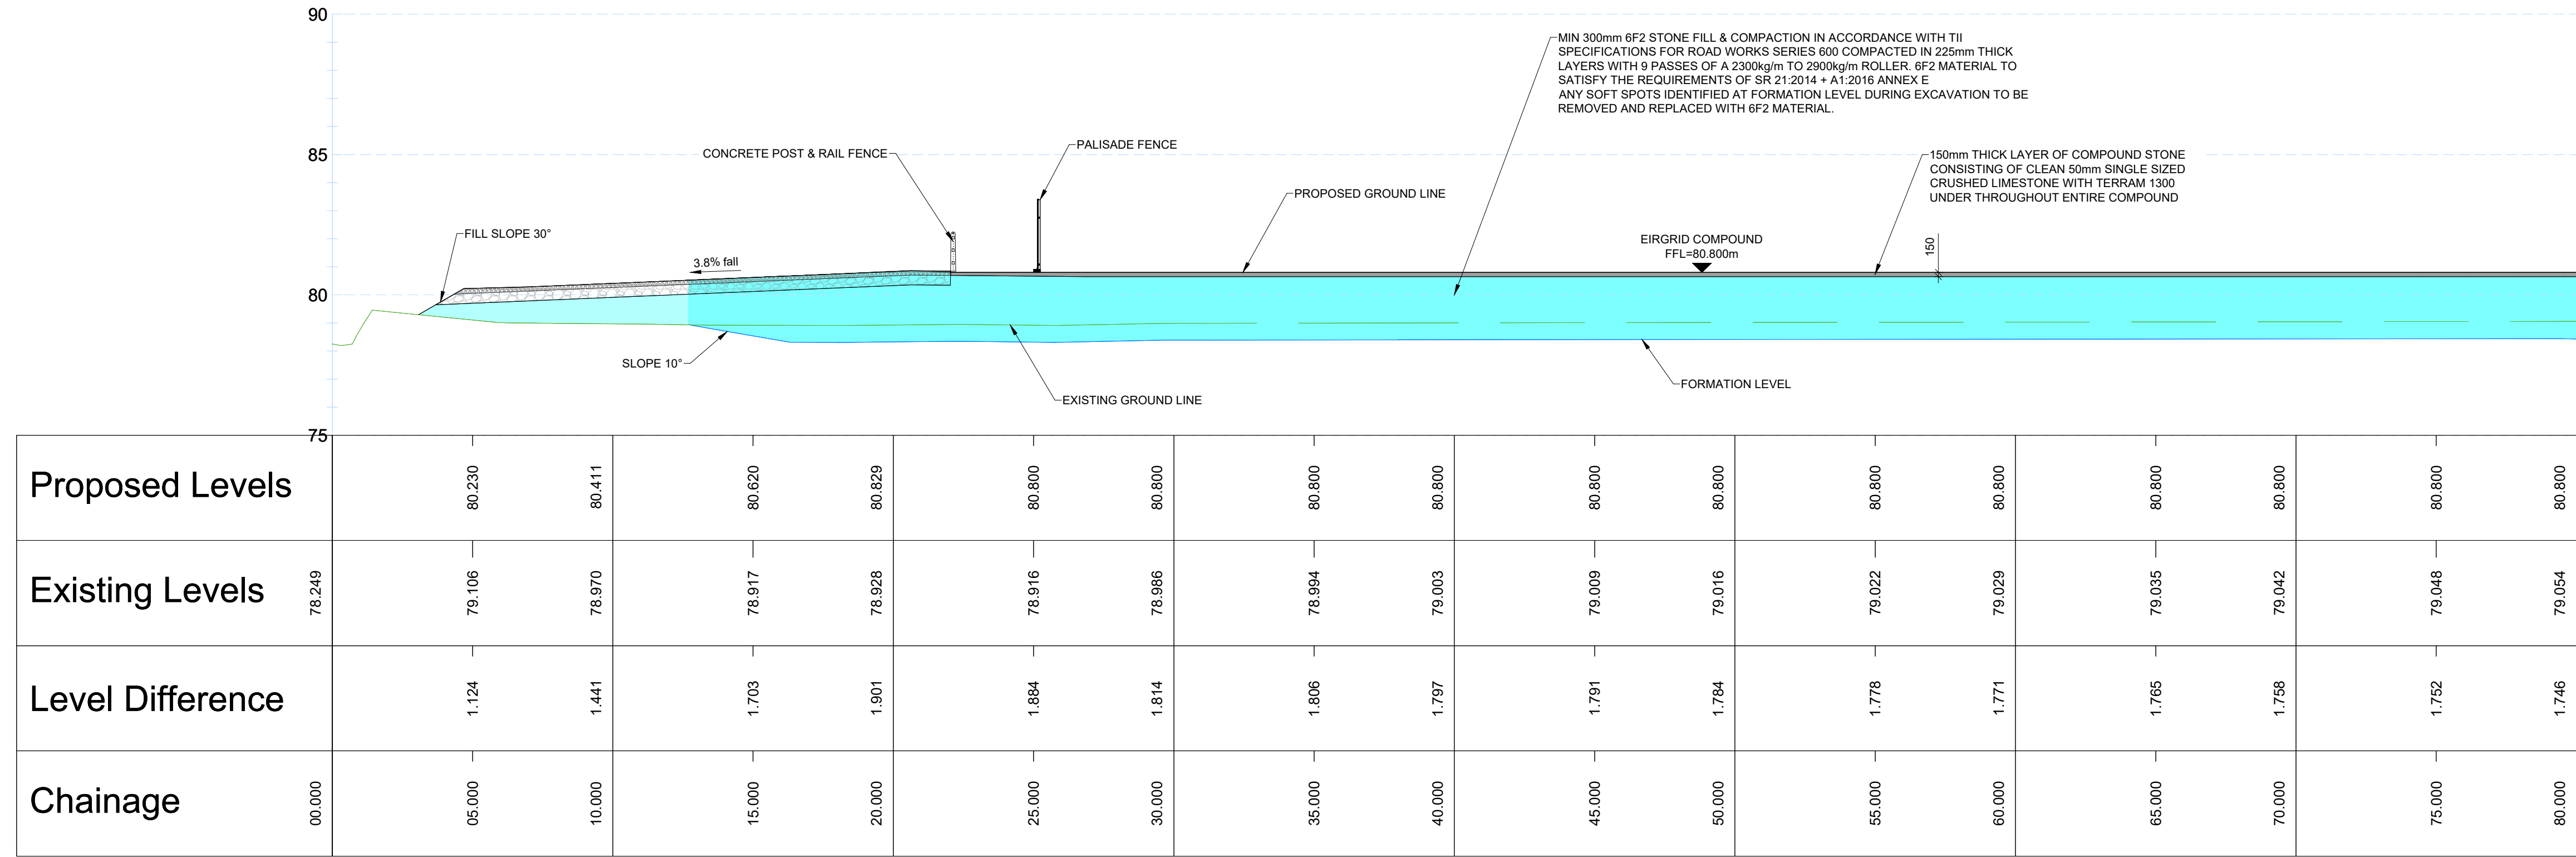 90
MIN 300mm 6F2 STONE FILL & COMPACTION IN ACCORDANCE WITH TII
SPECIFICATIONS FOR ROAD WORKS SERIES 600 COMPACTED IN 225mm THICK
LAYERS WITH 9 PASSES OF A 2300kg/m TO 2900kg/m ROLLER. 6F2 MATERIAL TO
SATISFY THE REQUIREMENTS OF SR 21:2014 + A1:2016 ANNEX E
ANY SOFT SPOTS IDENTIFIED AT FORMATION LEVEL DURING EXCAVATION TO BE
REMOVED AND REPLACED WITH 6F2 MATERIAL.
85
CONCRETE POST & RAIL FENCE
PALISADE FENCE
150mm THICK LAYER OF COMPOUND STONE
CONSISTING OF CLEAN 50mm SINGLE SIZED
CRUSHED LIMESTONE WITH TERRAM 1300
UNDER THROUGHOUT ENTIRE COMPOUND
PROPOSED GROUND LINE
FILL SLOPE 30°
3.8% fall
EIRGRID COMPOUND
FFL=80.800m
150
80
SLOPE 10°
EXISTING GROUND LINE
FORMATION LEVEL
75
Proposed Levels 80.230 80.411 80.620 80.829 80.800 80.800 80.800 80.800 80.800 80.800 80.800 80.800 80.800 80.800 80.800 80.800
Existing Levels 78.249 79.106 78.970 78.917 78.928 78.916 78.986 78.994 79.003 79.009 79.016 79.022 79.029 79.035 79.042 79.048 79.054
Level Difference 1.124 1.441 1.703 1.901 1.884 1.814 1.806 1.797 1.791 1.784 1.778 1.771 1.765 1.758 1.752 1.746
Chainage 00.000 05.000 10.000 15.000 20.000 25.000 30.000 35.000 40.000 45.000 50.000 55.000 60.000 65.000 70.000 75.000 80.000